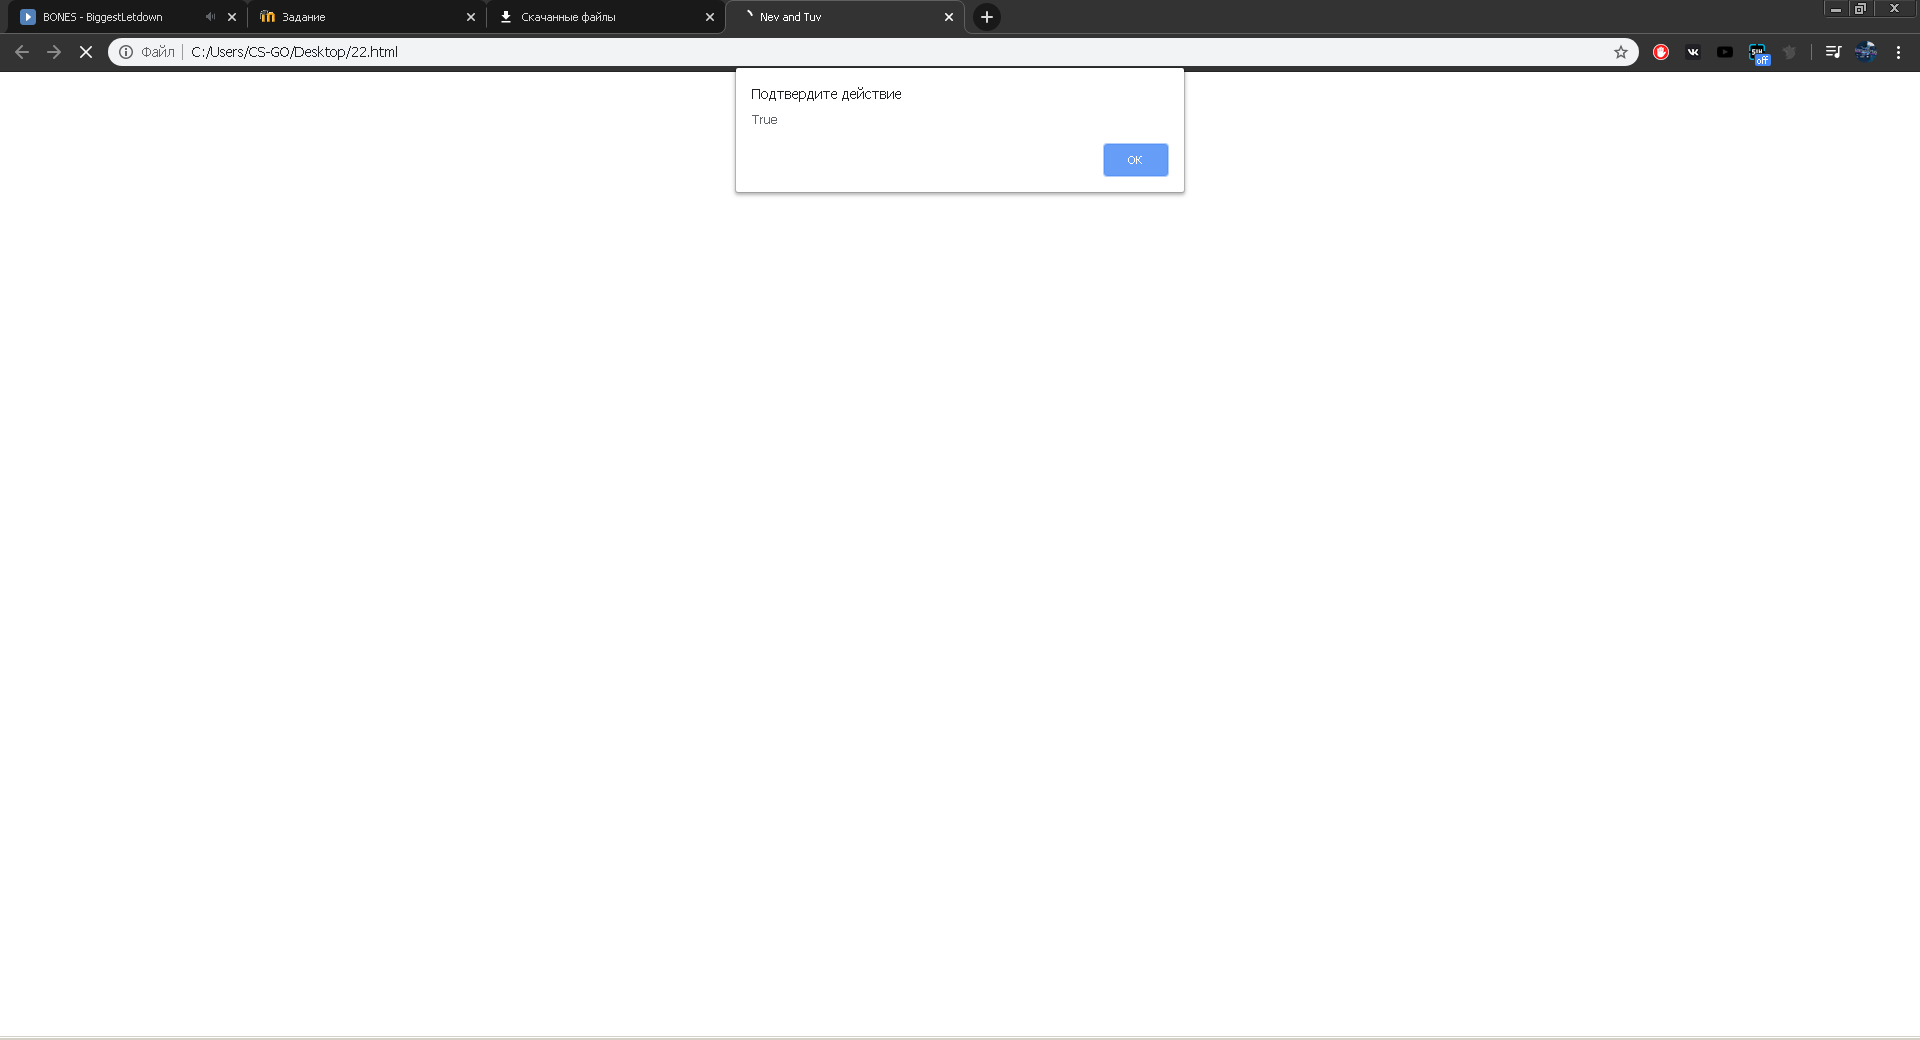 BONES - BiggestLetdown
Задание
Скачанные файлы
Nev and Tuv
Файл
C:/Users/CS-GO/Desktop/22.html
off
Подтвердите действие
True
OK